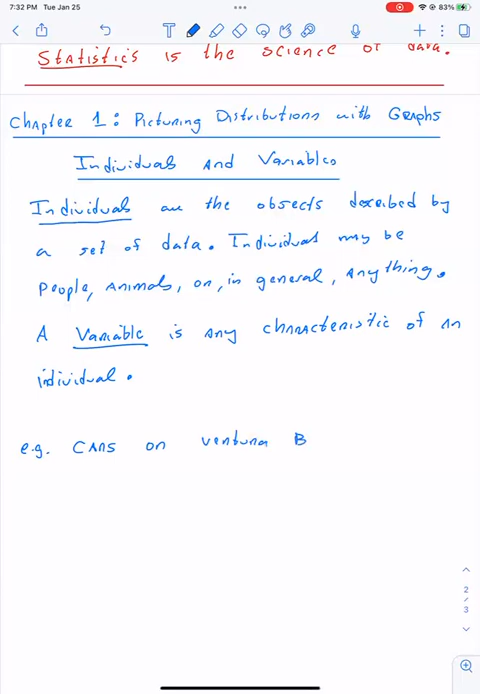 7:32 PM Tue Jan 25
83%
Statistics is the science of data.
Chapter 1: Picturing Distributions with Graphs
Individuals and Variables
Individuals are the objects described by
a set of data. Individual may be
people, animals, or, in general, anything.
A Variable is any characteristic of an
individual.
e.g. cars on ventura B
2
/
3